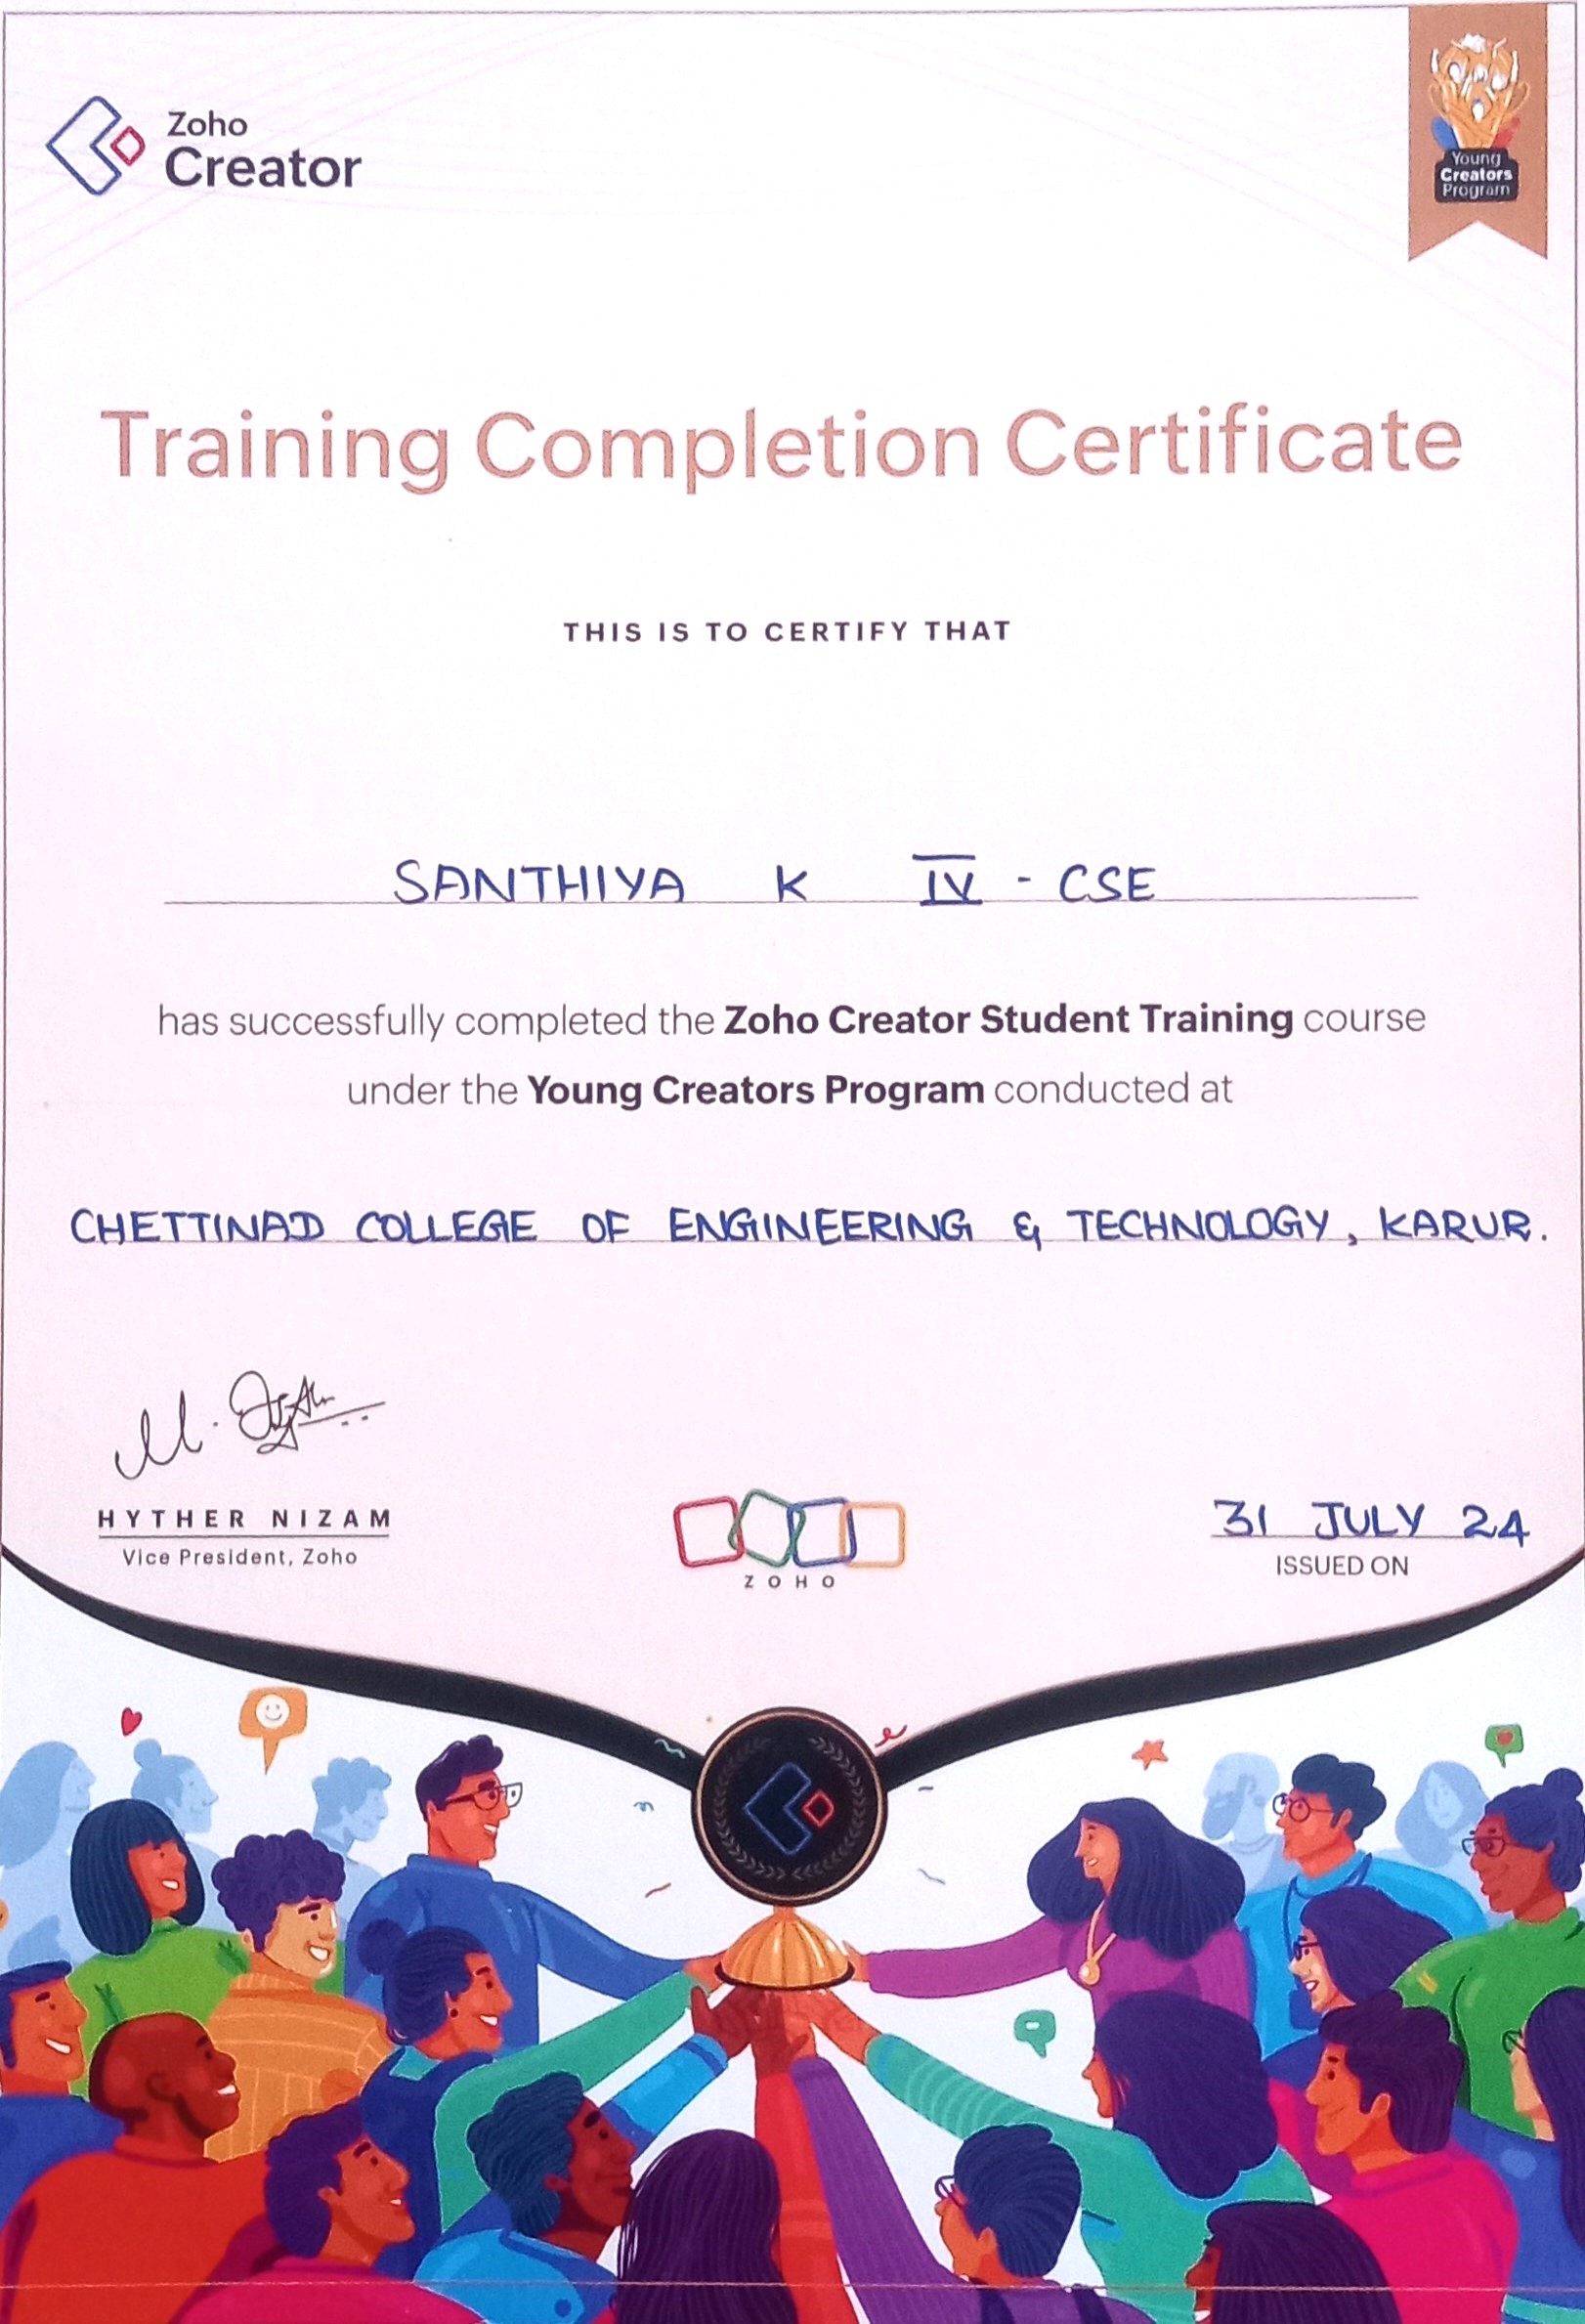 Zoho
Creator
Young
Creators
Program
Training Completion Certificate
THIS IS TO CERTIFY THAT
SANTHIYA K IV - CSE
has successfully completed the Zoho Creator Student Training course
under the Young Creators Program conducted at
CHETTINAD COLLEGE OF ENGINEERING & TECHNOLOGY, KARUR.
HYTHER NIZAM
Vice President, Zoho
ZOHO
31 JULY 24
ISSUED ON